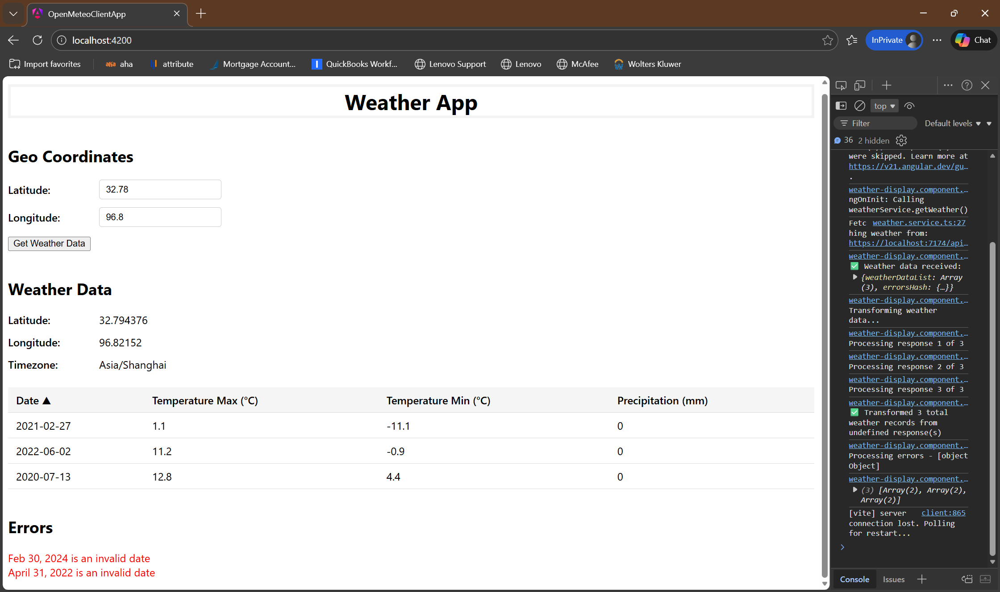 OpenMeteoClientApp
localhost:4200
InPrivate
Chat
Import favorites
aha aha
attribute
Mortgage Account...
QuickBooks Workf...
Lenovo Support
Lenovo
McAfee
Wolters Kluwer
Weather App
Geo Coordinates
Latitude: 32.78
Longitude: 96.8
Get Weather Data
Weather Data
Latitude: 32.794376
Longitude: 96.82152
Timezone: Asia/Shanghai
Date ▲ Temperature Max (°C) Temperature Min (°C) Precipitation (mm)
2021-02-27 1.1 -11.1 0
2022-06-02 11.2 -0.9 0
2020-07-13 12.8 4.4 0
Errors
Feb 30, 2024 is an invalid date
April 31, 2022 is an invalid date
top
Filter
Default levels
36 2 hidden
were skipped. Learn more at
https://v21.angular.dev/gu…
.
weather-display.component.…
ngOnInit: Calling
weatherService.getWeather()
Fetc weather.service.ts:27
hing weather from:
https://localhost:7174/api…
weather-display.component.…
✅ Weather data received:
{weatherDataList: Array
(3), errorsHash: {…}}
weather-display.component.…
Transforming weather
data...
weather-display.component.…
Processing response 1 of 3
weather-display.component.…
Processing response 2 of 3
weather-display.component.…
Processing response 3 of 3
weather-display.component.…
✅ Transformed 3 total
weather records from
undefined response(s)
weather-display.component.…
Processing errors - [object
Object]
weather-display.component.…
(3) [Array(2), Array(2),
Array(2)]
[vite] server client:865
connection lost. Polling
for restart...
Console
Issues